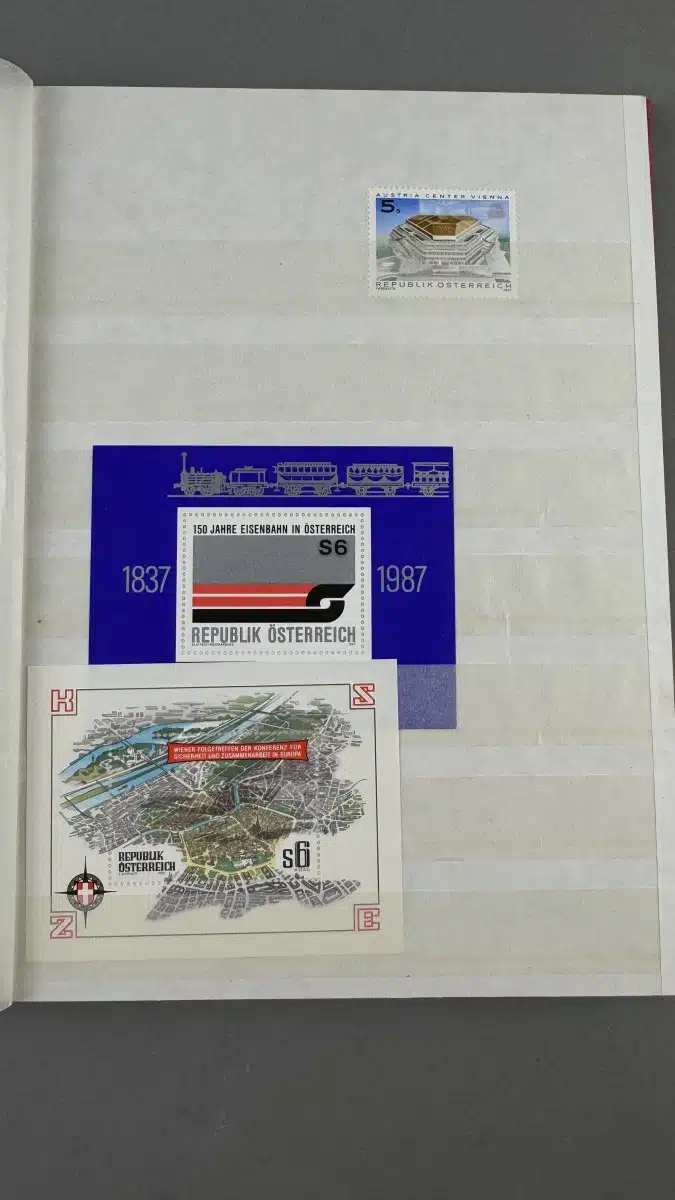 AUSTRIA CENTER VIENNA
5s
REPUBLIK ÖSTERREICH
150 JAHRE EISENBAHN IN ÖSTERREICH
S6
1837
1987
REPUBLIK ÖSTERREICH
K
S
WIENER FOLGETREFFEN DER KONFERENZ FÜR
SICHERHEIT UND ZUSAMMENARBEIT IN EUROPA
REPUBLIK
ÖSTERREICH
s6
Z
E